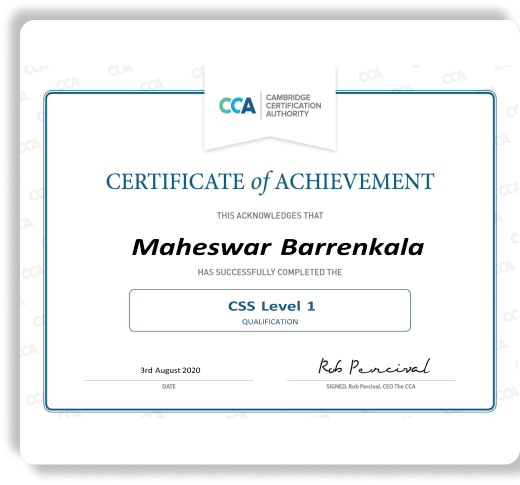 CCA
CAMBRIDGE
CERTIFICATION
AUTHORITY
CERTIFICATE of ACHIEVEMENT
THIS ACKNOWLEDGES THAT
Maheswar Barrenkala
HAS SUCCESSFULLY COMPLETED THE
CSS Level 1
QUALIFICATION
3rd August 2020
DATE
Rob Percival
SIGNED, Rob Percival, CEO The CCA